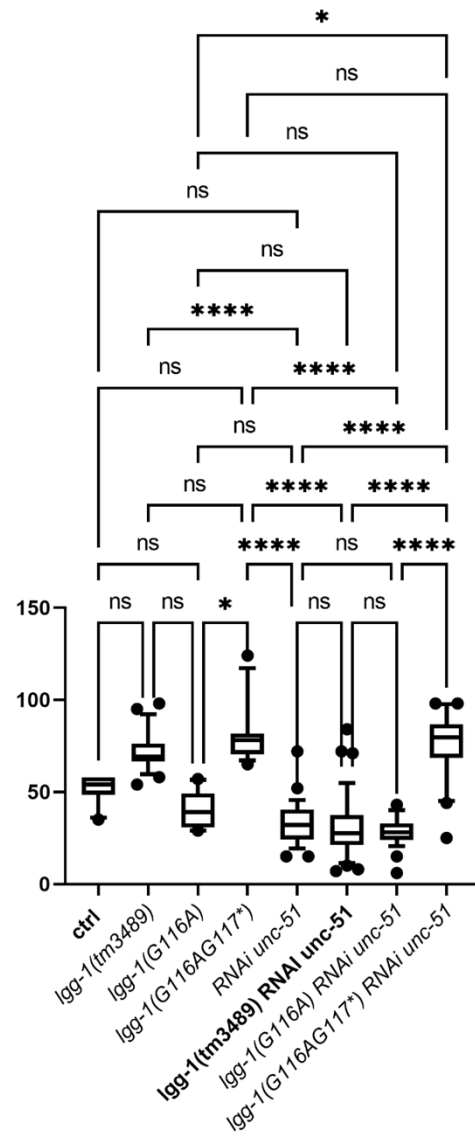 *
ns
ns
ns
ns
****
ns
****
ns
****
ns
****
****
ns
****
ns
****
ns
ns
*
ns
ns
150
100
50
0
ctrl
lgg-1(tm3489)
lgg-1(G116A)
lgg-1(G116AG117*)
RNAi unc-51
lgg-1(tm3489) RNAI unc-51
lgg-1(G116A) RNAi unc-51
lgg-1(G116AG117*) RNAi unc-51